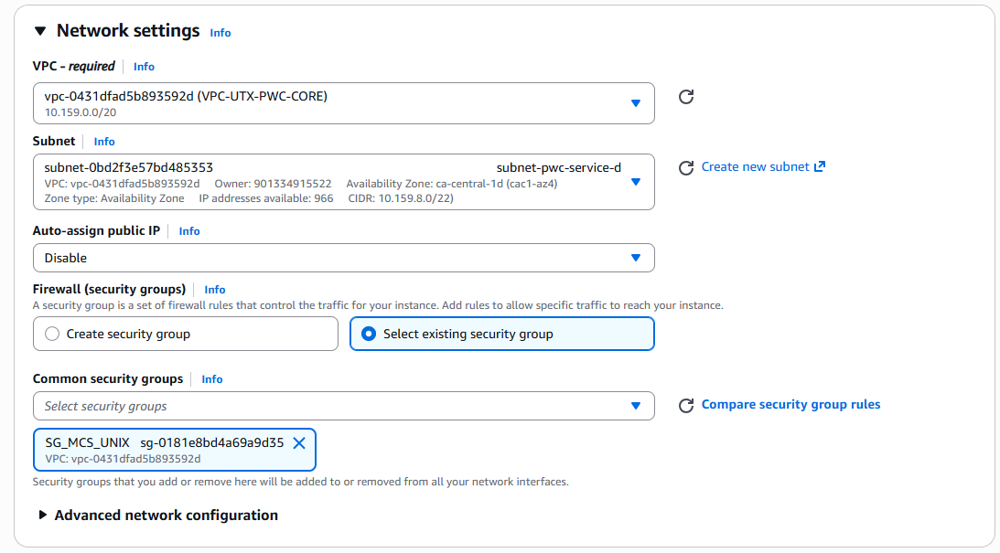 Network settings Info
VPC - required Info
vpc-0431dfad5b893592d (VPC-UTX-PWC-CORE)
10.159.0.0/20
Subnet Info
subnet-0bd2f3e57bd485353 subnet-pwc-service-d
VPC: vpc-0431dfad5b893592d Owner: 901334915522 Availability Zone: ca-central-1d (cac1-az4)
Zone type: Availability Zone IP addresses available: 966 CIDR: 10.159.8.0/22)
Create new subnet
Auto-assign public IP Info
Disable
Firewall (security groups) Info
A security group is a set of firewall rules that control the traffic for your instance. Add rules to allow specific traffic to reach your instance.
Create security group
Select existing security group
Common security groups Info
Select security groups
Compare security group rules
SG_MCS_UNIX sg-0181e8bd4a69a9d35
VPC: vpc-0431dfad5b893592d
Security groups that you add or remove here will be added to or removed from all your network interfaces.
Advanced network configuration